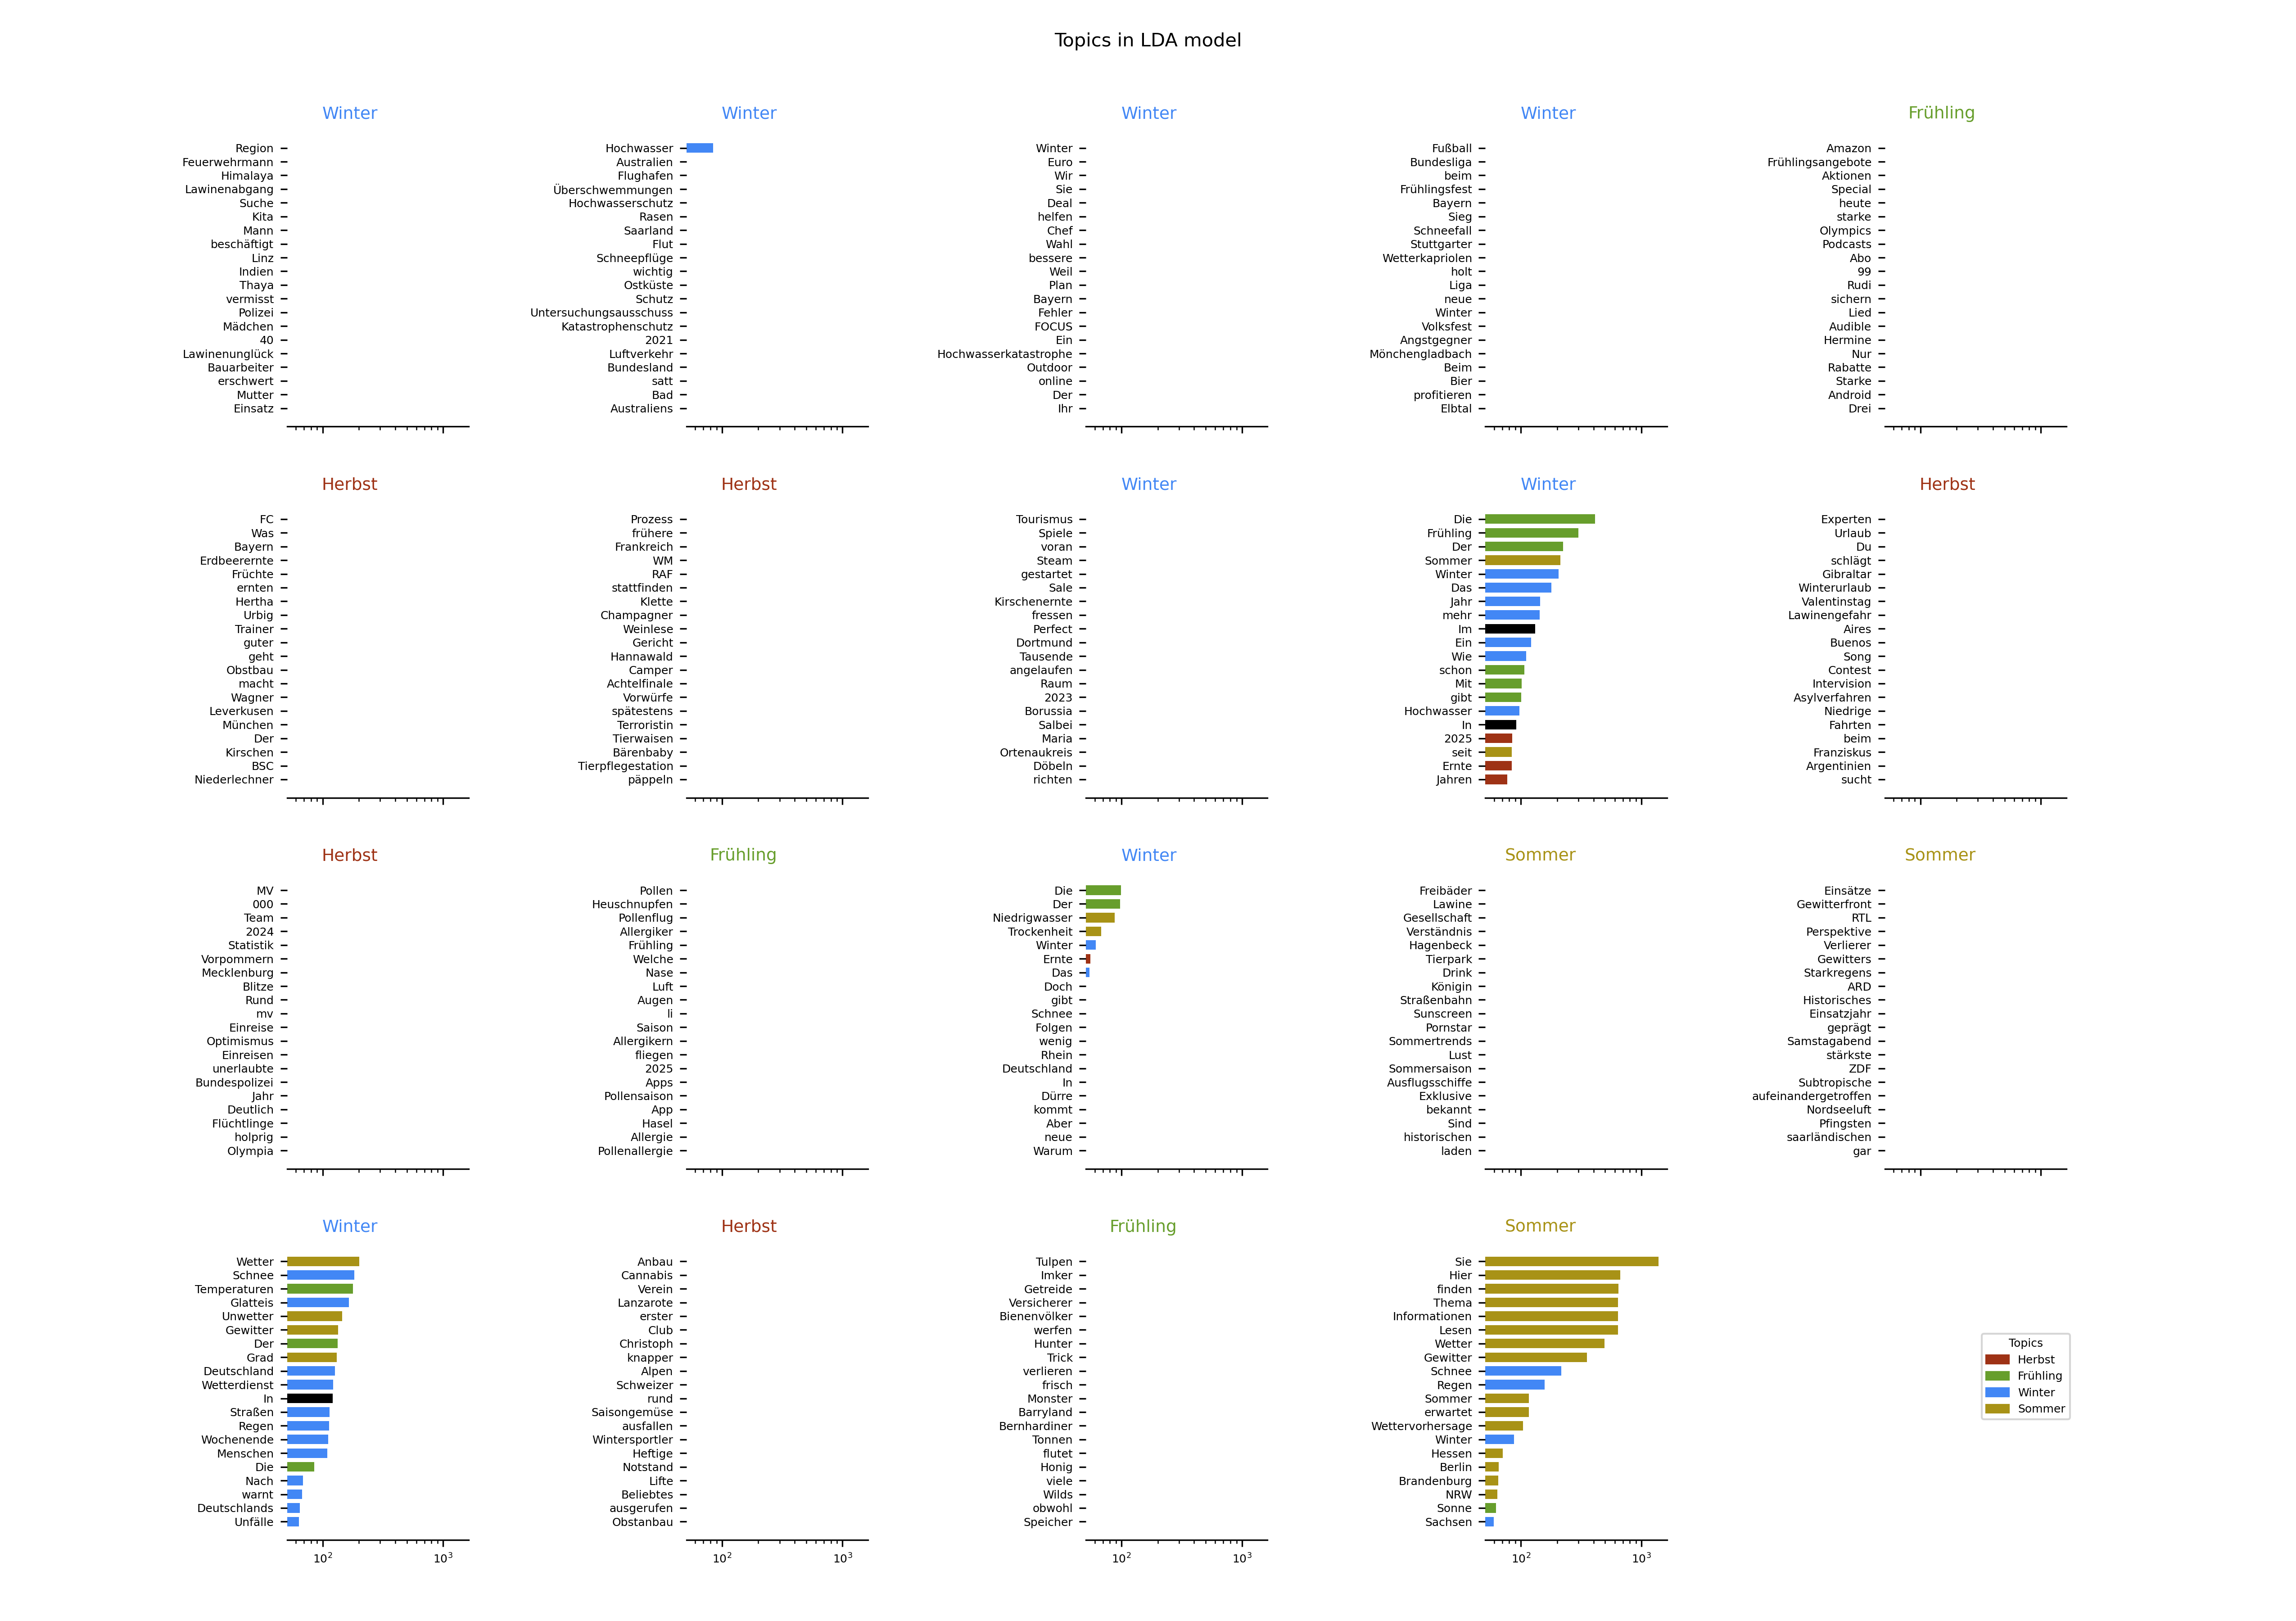 Topics in LDA model
Winter
Region
Feuerwehrmann
Himalaya
Lawinenabgang
Suche
Kita
Mann
beschäftigt
Linz
Indien
Thaya
vermisst
Polizei
Mädchen
40
Lawinenunglück
Bauarbeiter
erschwert
Mutter
Einsatz
Winter
Hochwasser
Australien
Flughafen
Überschwemmungen
Hochwasserschutz
Rasen
Saarland
Flut
Schneepflüge
wichtig
Ostküste
Schutz
Untersuchungsausschuss
Katastrophenschutz
2021
Luftverkehr
Bundesland
satt
Bad
Australiens
Winter
Winter
Euro
Wir
Sie
Deal
helfen
Chef
Wahl
bessere
Weil
Plan
Bayern
Fehler
FOCUS
Ein
Hochwasserkatastrophe
Outdoor
online
Der
Ihr
Winter
Fußball
Bundesliga
beim
Frühlingsfest
Bayern
Sieg
Schneefall
Stuttgarter
Wetterkapriolen
holt
Liga
neue
Winter
Volksfest
Angstgegner
Mönchengladbach
Beim
Bier
profitieren
Elbtal
Frühling
Amazon
Frühlingsangebote
Aktionen
Special
heute
starke
Olympics
Podcasts
Abo
99
Rudi
sichern
Lied
Audible
Hermine
Nur
Rabatte
Starke
Android
Drei
Herbst
FC
Was
Bayern
Erdbeerernte
Früchte
ernten
Hertha
Urbig
Trainer
guter
geht
Obstbau
macht
Wagner
Leverkusen
München
Der
Kirschen
BSC
Niederlechner
Herbst
Prozess
frühere
Frankreich
WM
RAF
stattfinden
Klette
Champagner
Weinlese
Gericht
Hannawald
Camper
Achtelfinale
Vorwürfe
spätestens
Terroristin
Tierwaisen
Bärenbaby
Tierpflegestation
päppeln
Winter
Tourismus
Spiele
voran
Steam
gestartet
Sale
Kirschenernte
fressen
Perfect
Dortmund
Tausende
angelaufen
Raum
2023
Borussia
Salbei
Maria
Ortenaukreis
Döbeln
richten
Winter
Die
Frühling
Der
Sommer
Winter
Das
Jahr
mehr
Im
Ein
Wie
schon
Mit
gibt
Hochwasser
In
2025
seit
Ernte
Jahren
Herbst
Experten
Urlaub
Du
schlägt
Gibraltar
Winterurlaub
Valentinstag
Lawinengefahr
Aires
Buenos
Song
Contest
Intervision
Asylverfahren
Niedrige
Fahrten
beim
Franziskus
Argentinien
sucht
Herbst
MV
000
Team
2024
Statistik
Vorpommern
Mecklenburg
Blitze
Rund
mv
Einreise
Optimismus
Einreisen
unerlaubte
Bundespolizei
Jahr
Deutlich
Flüchtlinge
holprig
Olympia
Frühling
Pollen
Heuschnupfen
Pollenflug
Allergiker
Frühling
Welche
Nase
Luft
Augen
li
Saison
Allergikern
fliegen
2025
Apps
Pollensaison
App
Hasel
Allergie
Pollenallergie
Winter
Die
Der
Niedrigwasser
Trockenheit
Winter
Ernte
Das
Doch
gibt
Schnee
Folgen
wenig
Rhein
Deutschland
In
Dürre
kommt
Aber
neue
Warum
Sommer
Freibäder
Lawine
Gesellschaft
Verständnis
Hagenbeck
Tierpark
Drink
Königin
Straßenbahn
Sunscreen
Pornstar
Sommertrends
Lust
Sommersaison
Ausflugsschiffe
Exklusive
bekannt
Sind
historischen
laden
Sommer
Einsätze
Gewitterfront
RTL
Perspektive
Verlierer
Gewitters
Starkregens
ARD
Historisches
Einsatzjahr
geprägt
Samstagabend
stärkste
ZDF
Subtropische
aufeinandergetroffen
Nordseeluft
Pfingsten
saarländischen
gar
Winter
Wetter
Schnee
Temperaturen
Glatteis
Unwetter
Gewitter
Der
Grad
Deutschland
Wetterdienst
In
Straßen
Regen
Wochenende
Menschen
Die
Nach
warnt
Deutschlands
Unfälle
10² 10³
Herbst
Anbau
Cannabis
Verein
Lanzarote
erster
Club
Christoph
knapper
Alpen
Schweizer
rund
Saisongemüse
ausfallen
Wintersportler
Heftige
Notstand
Lifte
Beliebtes
ausgerufen
Obstanbau
10² 10³
Frühling
Tulpen
Imker
Getreide
Versicherer
Bienenvölker
werfen
Hunter
Trick
verlieren
frisch
Monster
Barryland
Bernhardiner
Tonnen
flutet
Honig
viele
Wilds
obwohl
Speicher
10² 10³
Sommer
Sie
Hier
finden
Thema
Informationen
Lesen
Wetter
Gewitter
Schnee
Regen
Sommer
erwartet
Wettervorhersage
Winter
Hessen
Berlin
Brandenburg
NRW
Sonne
Sachsen
10² 10³
Topics
Herbst
Frühling
Winter
Sommer